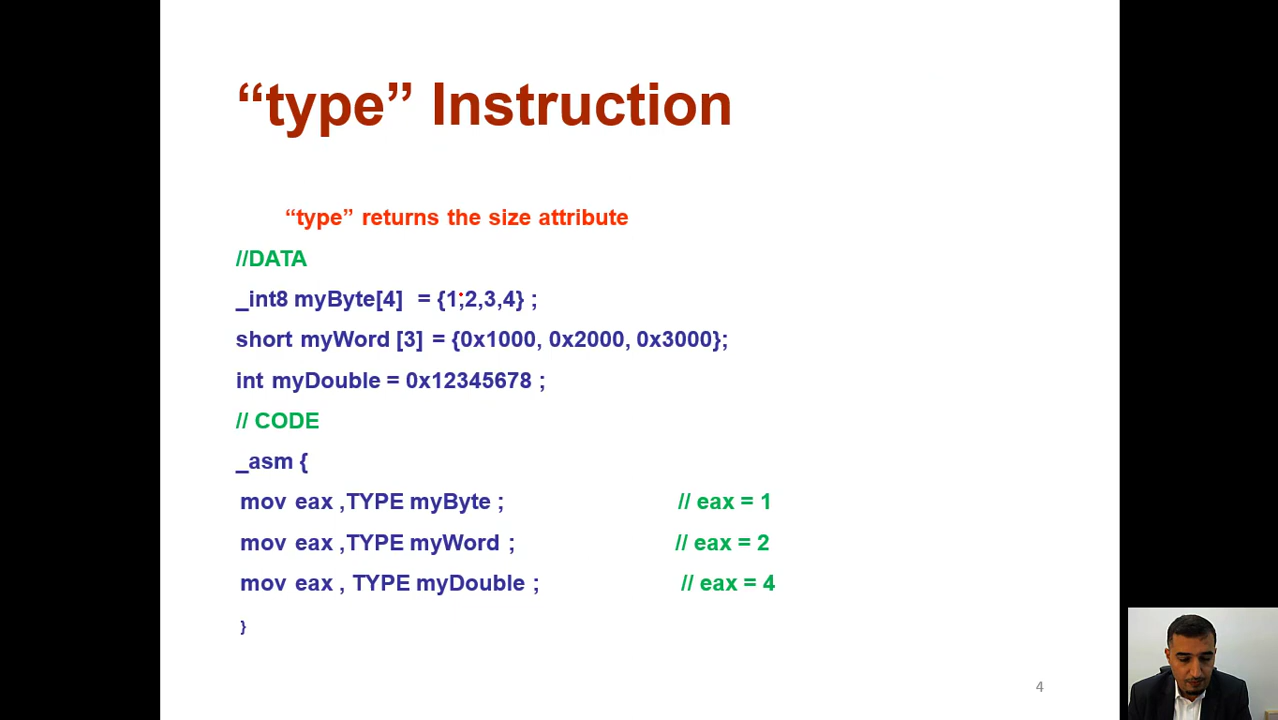 “type” Instruction
“type” returns the size attribute
//DATA
_int8 myByte[4] = {1,2,3,4} ;
short myWord [3] = {0x1000, 0x2000, 0x3000};
int myDouble = 0x12345678 ;
// CODE
_asm {
mov eax ,TYPE myByte ; // eax = 1
mov eax ,TYPE myWord ; // eax = 2
mov eax , TYPE myDouble ; // eax = 4
}
4